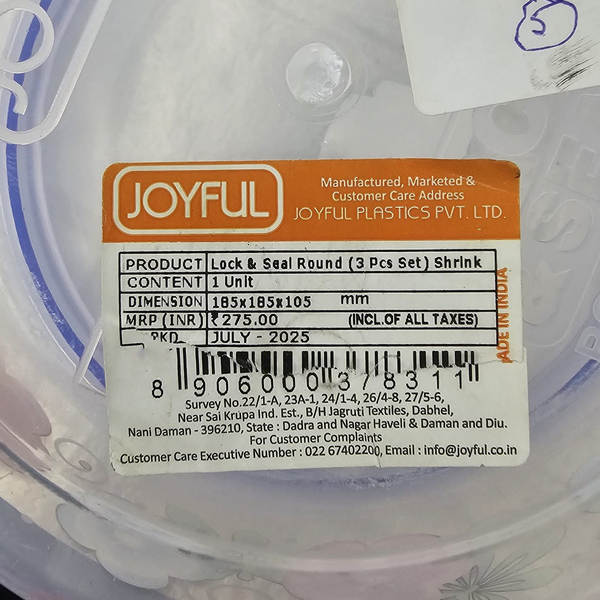 JOYFUL
Manufactured, Marketed &
Customer Care Address
JOYFUL PLASTICS PVT. LTD.
PRODUCT Lock & Seal Round (3 Pcs Set) Shrink
CONTENT 1 Unit
DIMENSION 185x185x105 mm
MRP (INR) ₹275.00 (INCL.OF ALL TAXES)
PKD JULY - 2025
ADE IN INDIA
8 906000 378311
Survey No.22/1-A, 23A-1, 24/1-4, 26/4-8, 27/5-6,
Near Sai Krupa Ind. Est., B/H Jagruti Textiles, Dabhel,
Nani Daman - 396210, State : Dadra and Nagar Haveli & Daman and Diu.
For Customer Complaints
Customer Care Executive Number : 022 67402200, Email : info@joyful.co.in